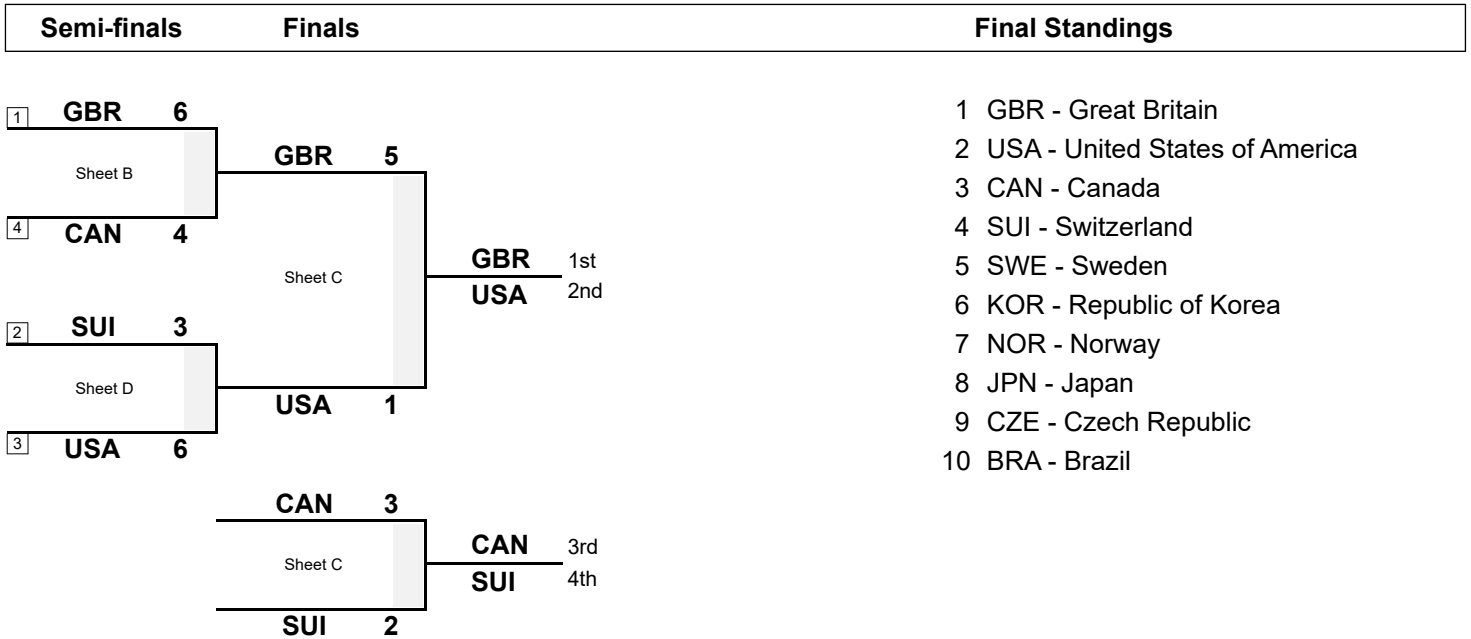 Semi-finals Finals Final Standings
1 GBR 6
Sheet B
4 CAN 4
2 SUI 3
Sheet D
3 USA 6
GBR 5
Sheet C
USA 1
GBR 1st
USA 2nd
CAN 3
Sheet C
SUI 2
CAN 3rd
SUI 4th
1 GBR - Great Britain
2 USA - United States of America
3 CAN - Canada
4 SUI - Switzerland
5 SWE - Sweden
6 KOR - Republic of Korea
7 NOR - Norway
8 JPN - Japan
9 CZE - Czech Republic
10 BRA - Brazil